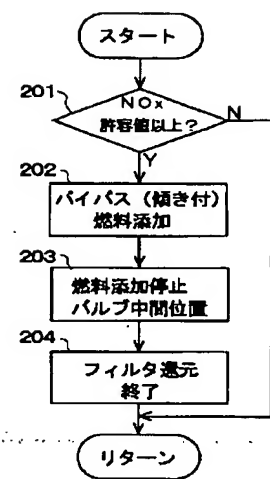 スタート
201
NOx
許容値以上？
N
Y
202
バイパス（傾き付）
燃料添加
203
燃料添加停止
バルブ中間位置
204
フィルタ還元
終了
リターン